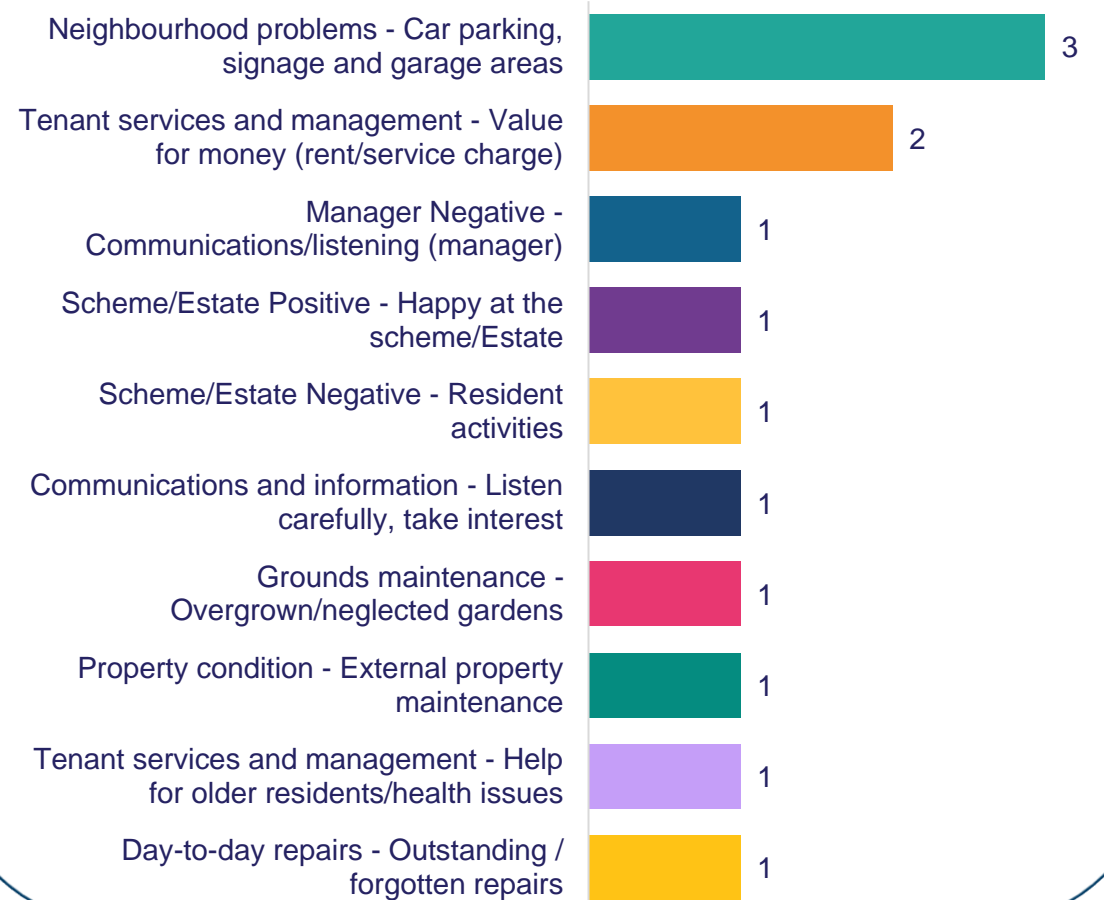 Neighbourhood problems - Car parking,
signage and garage areas
3
Tenant services and management - Value
for money (rent/service charge)
2
Manager Negative -
Communications/listening (manager)
1
Scheme/Estate Positive - Happy at the
scheme/Estate
1
Scheme/Estate Negative - Resident
activities
1
Communications and information - Listen
carefully, take interest
1
Grounds maintenance -
Overgrown/neglected gardens
1
Property condition - External property
maintenance
1
Tenant services and management - Help
for older residents/health issues
1
Day-to-day repairs - Outstanding /
forgotten repairs
1